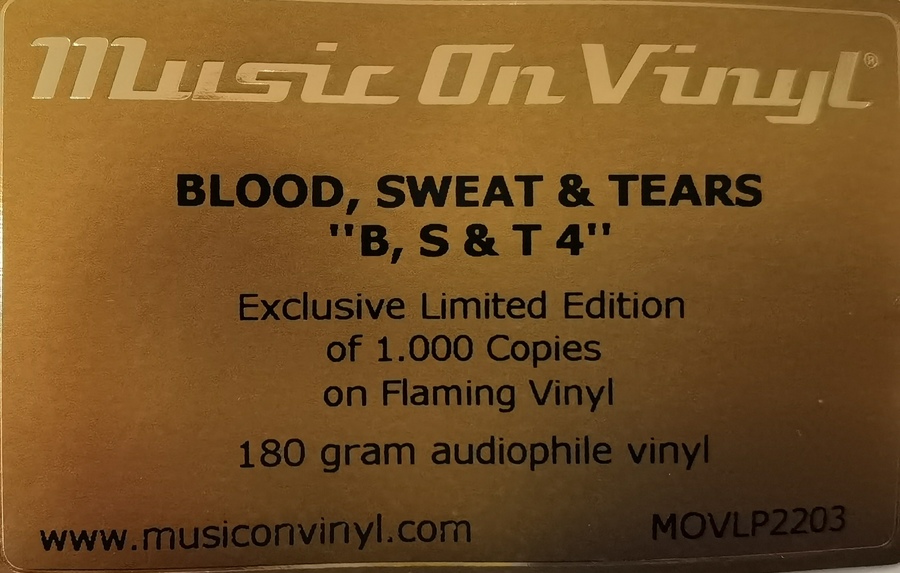 Music On Vinyl®
BLOOD, SWEAT & TEARS
''B, S & T 4''
Exclusive Limited Edition
of 1.000 Copies
on Flaming Vinyl
180 gram audiophile vinyl
www.musiconvinyl.com
MOVLP2203